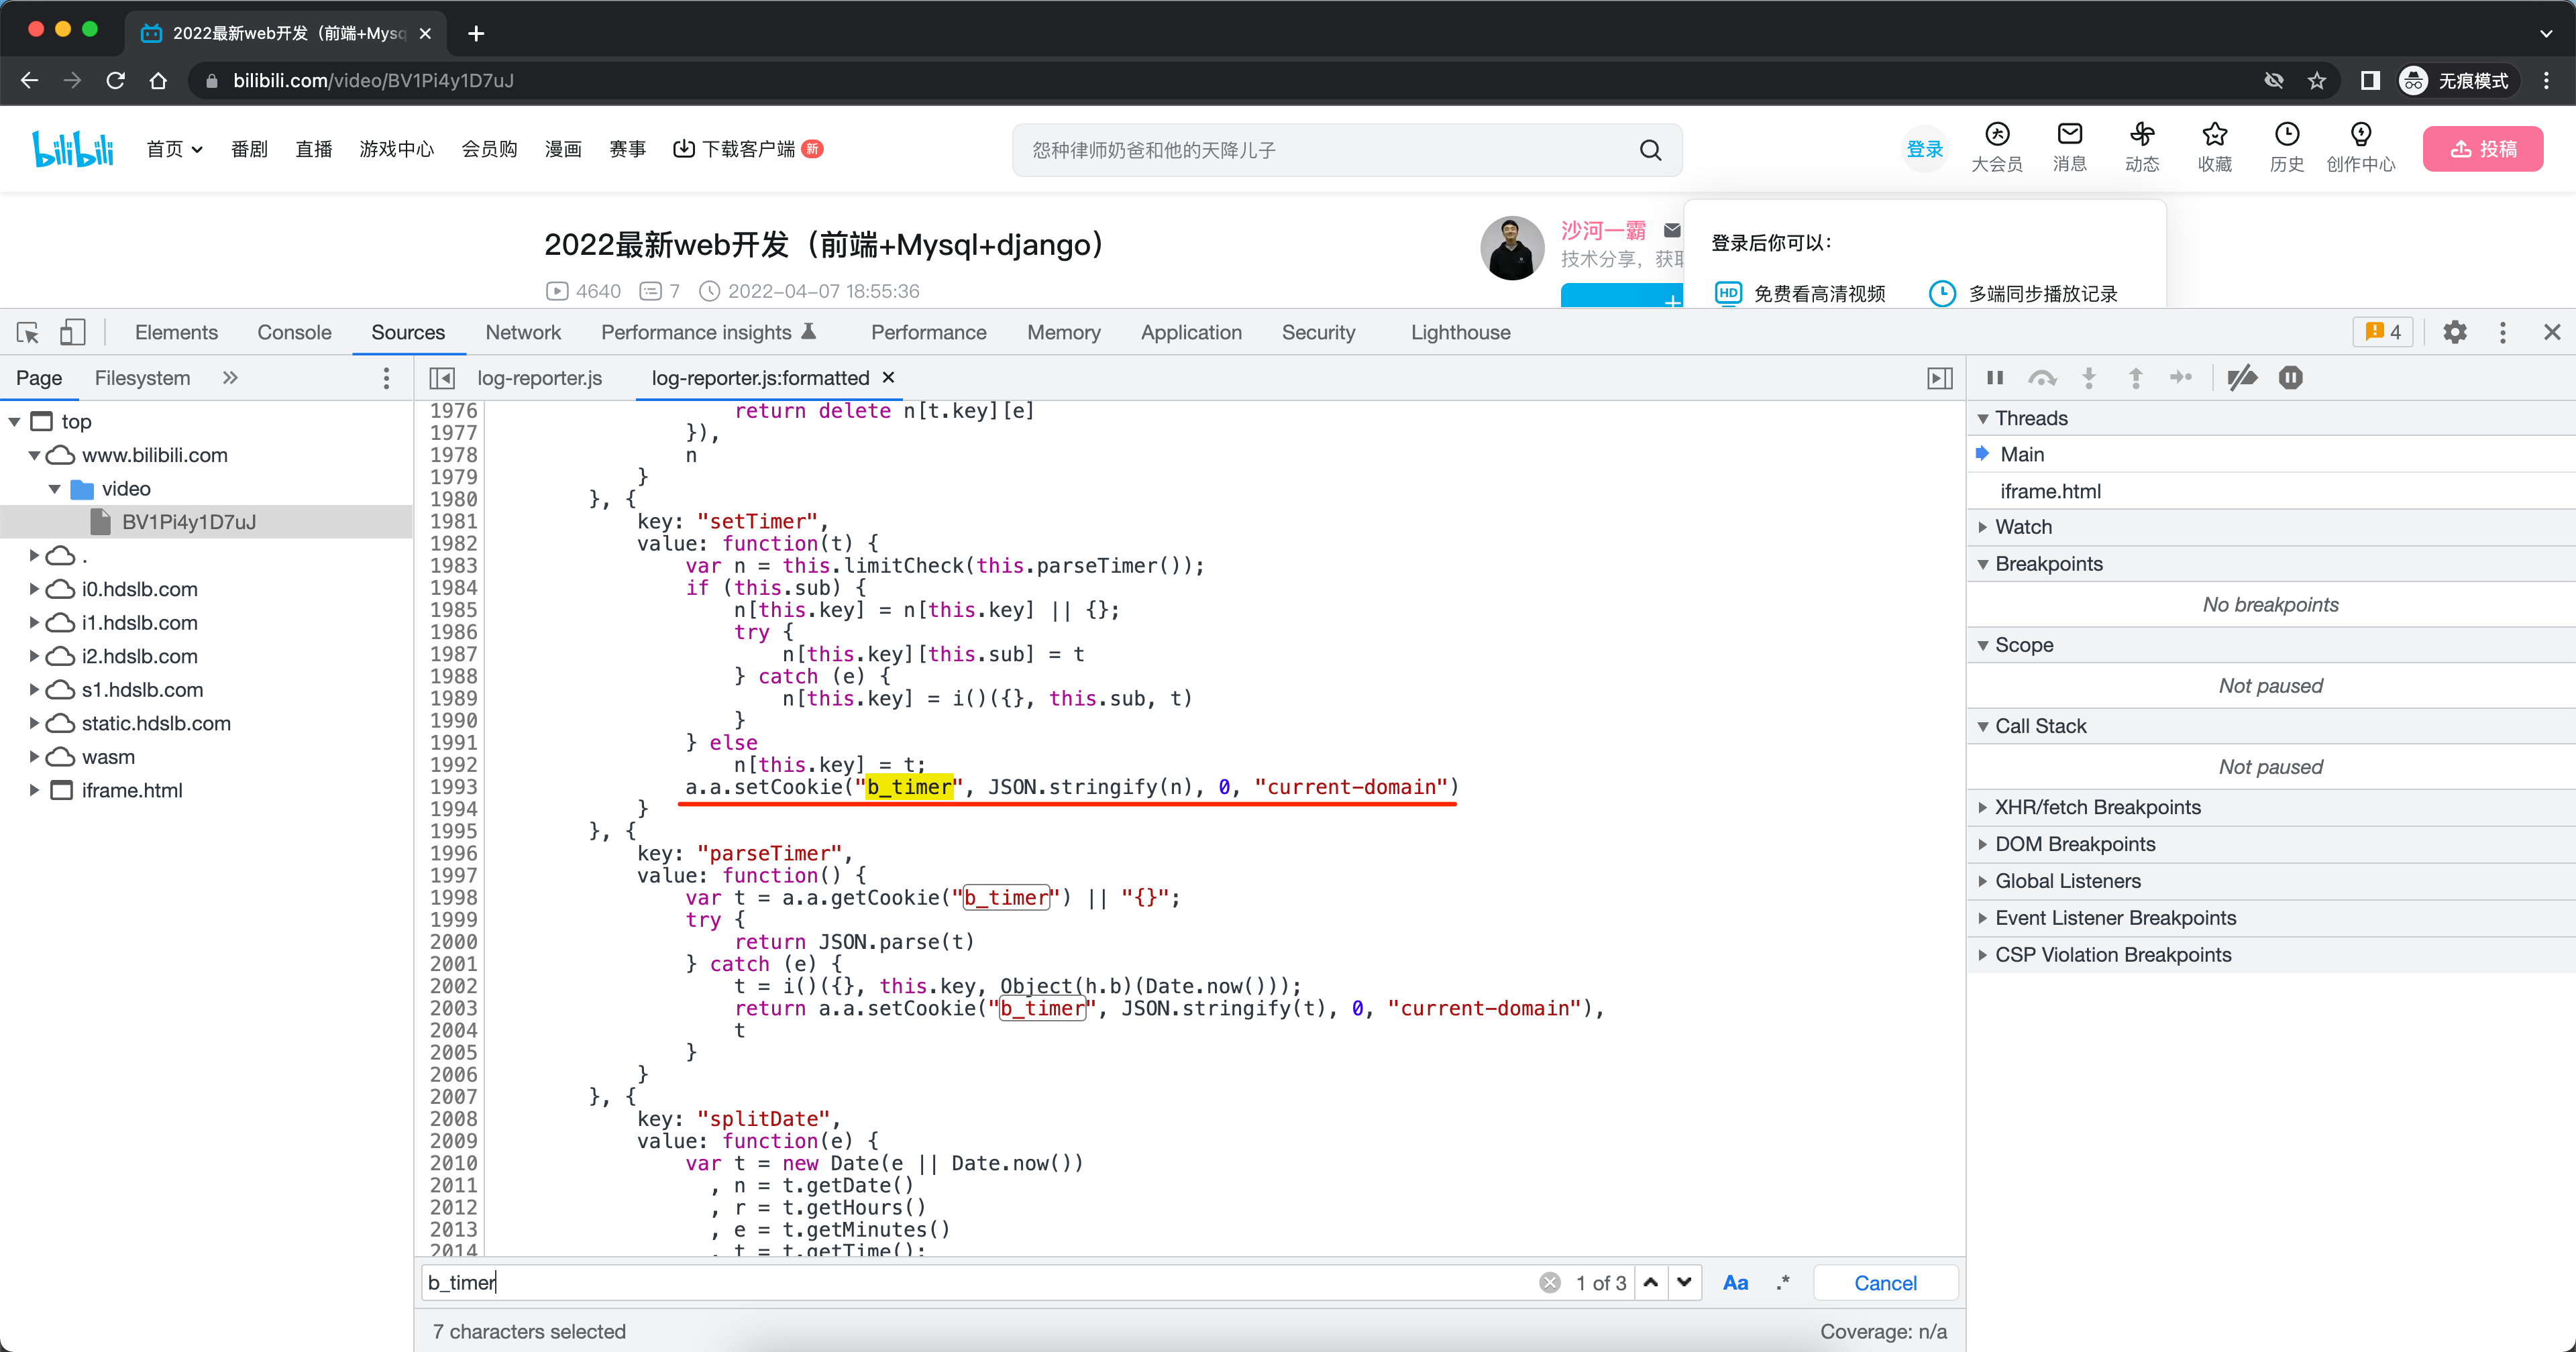 2022最新web开发（前端+Mysq
bilibili.com/video/BV1Pi4y1D7uJ
无痕模式
bilibili
首页
番剧
直播
游戏中心
会员购
漫画
赛事
下载客户端
新
怨种律师奶爸和他的天降儿子
登录
大会员
消息
动态
收藏
历史
创作中心
投稿
2022最新web开发（前端+Mysql+django）
4640
7
2022-04-07 18:55:36
沙河一霸
技术分享，获
登录后你可以：
HD 免费看高清视频
多端同步播放记录
Elements Console Sources Network Performance insights Performance Memory Application Security Lighthouse
4
Page Filesystem
log-reporter.js log-reporter.js:formatted
top
www.bilibili.com
video
BV1Pi4y1D7uJ
.
i0.hdslb.com
i1.hdslb.com
i2.hdslb.com
s1.hdslb.com
static.hdslb.com
wasm
iframe.html
1976 return delete n[t.key][e]
1977 }),
1978 n
1979 }
1980 }, {
1981 key: "setTimer",
1982 value: function(t) {
1983 var n = this.limitCheck(this.parseTimer());
1984 if (this.sub) {
1985 n[this.key] = n[this.key] || {};
1986 try {
1987 n[this.key][this.sub] = t
1988 } catch (e) {
1989 n[this.key] = i()({}, this.sub, t)
1990 }
1991 } else
1992 n[this.key] = t;
1993 a.a.setCookie("b_timer", JSON.stringify(n), 0, "current-domain")
1994 }
1995 }, {
1996 key: "parseTimer",
1997 value: function() {
1998 var t = a.a.getCookie("b_timer") || "{}";
1999 try {
2000 return JSON.parse(t)
2001 } catch (e) {
2002 t = i()({}, this.key, Object(h.b)(Date.now()));
2003 return a.a.setCookie("b_timer", JSON.stringify(t), 0, "current-domain"),
2004 t
2005 }
2006 }
2007 }, {
2008 key: "splitDate",
2009 value: function(e) {
2010 var t = new Date(e || Date.now())
2011 , n = t.getDate()
2012 , r = t.getHours()
2013 , e = t.getMinutes()
2014 , t = t.getTime();
b_timer
1 of 3
Aa
.*
Cancel
7 characters selected
Coverage: n/a
Threads
Main
iframe.html
Watch
Breakpoints
No breakpoints
Scope
Not paused
Call Stack
Not paused
XHR/fetch Breakpoints
DOM Breakpoints
Global Listeners
Event Listener Breakpoints
CSP Violation Breakpoints